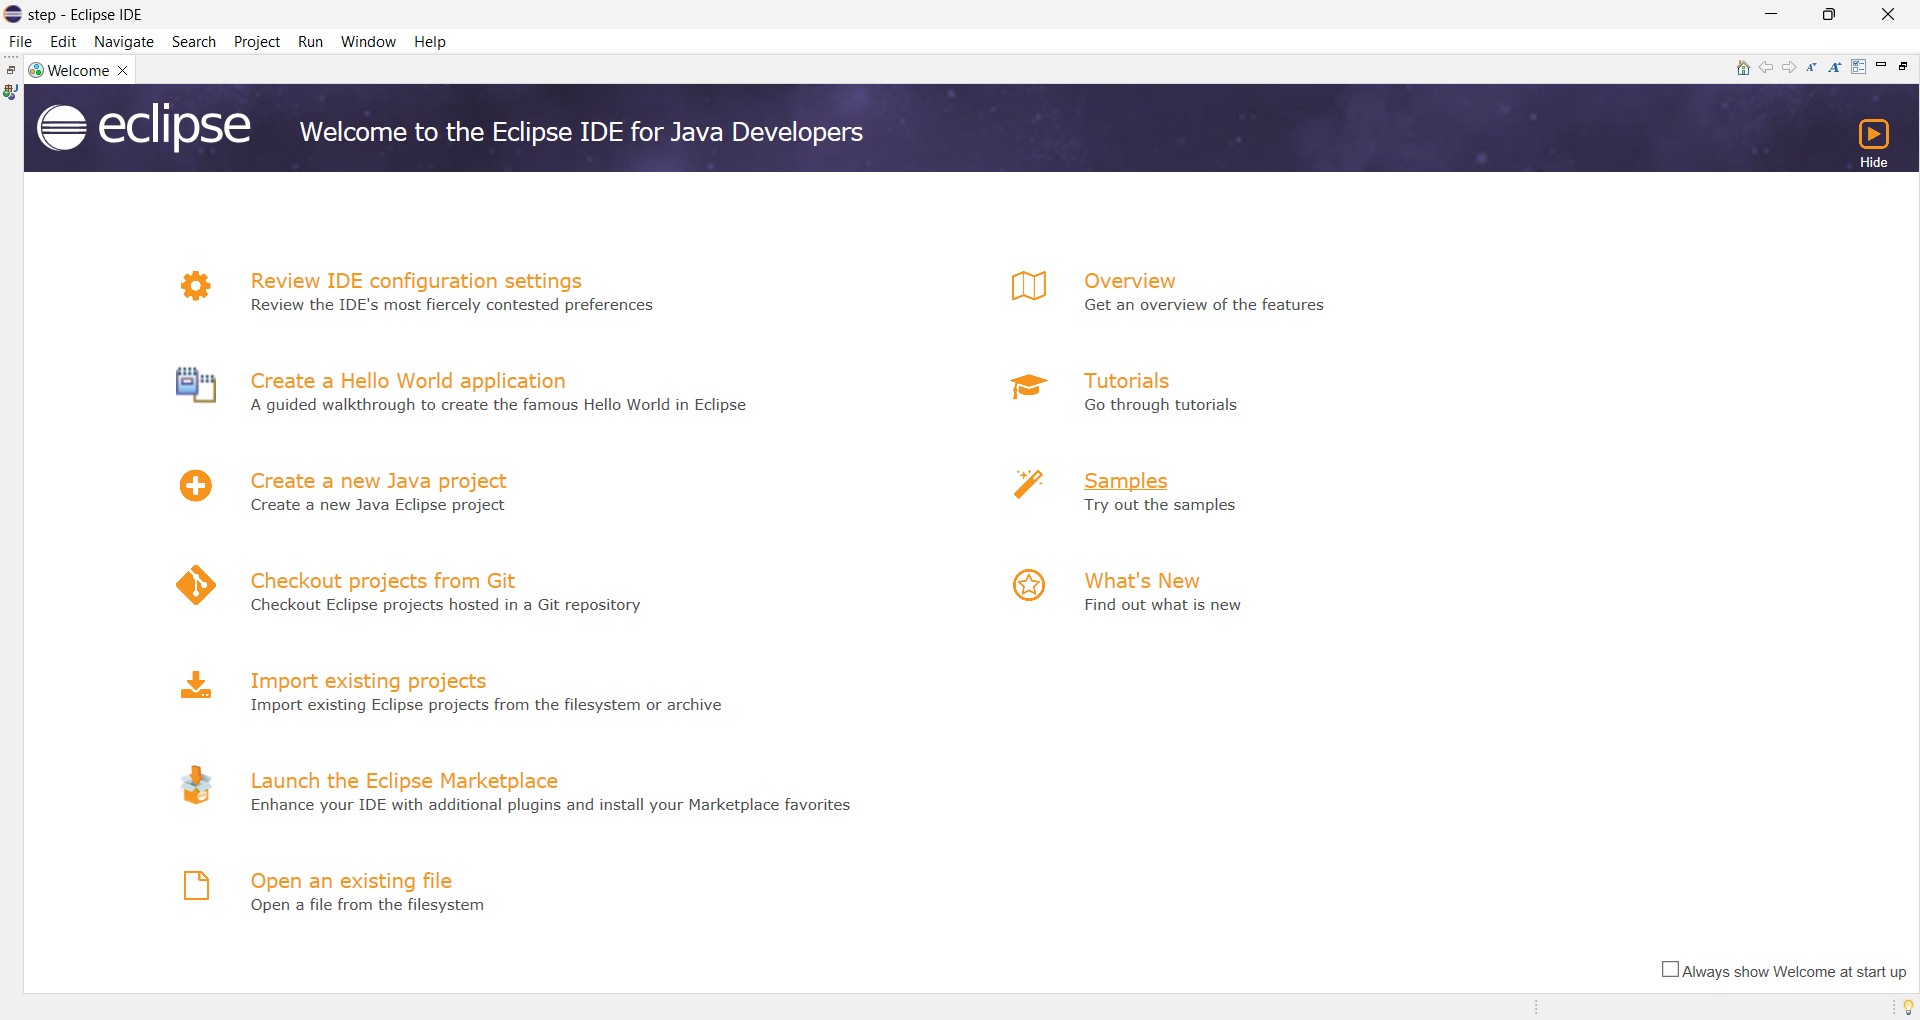 step - Eclipse IDE
File Edit Navigate Search Project Run Window Help
Welcome
eclipse
Welcome to the Eclipse IDE for Java Developers
Hide
Review IDE configuration settings
Review the IDE's most fiercely contested preferences
Create a Hello World application
A guided walkthrough to create the famous Hello World in Eclipse
Create a new Java project
Create a new Java Eclipse project
Checkout projects from Git
Checkout Eclipse projects hosted in a Git repository
Import existing projects
Import existing Eclipse projects from the filesystem or archive
Launch the Eclipse Marketplace
Enhance your IDE with additional plugins and install your Marketplace favorites
Open an existing file
Open a file from the filesystem
Overview
Get an overview of the features
Tutorials
Go through tutorials
Samples
Try out the samples
What's New
Find out what is new
Always show Welcome at start up